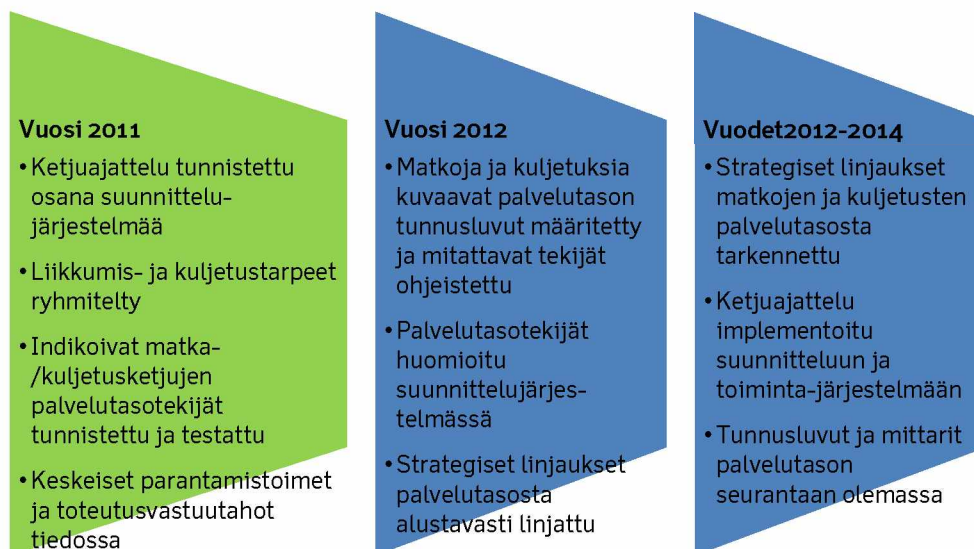 Vuosi 2011
• Ketjuajattelu tunnistettu
osana suunnittelu-
järjestelmää
• Liikkumis- ja kuljetustarpeet
ryhmitelty
• Indikoivat matka-
/kuljetusketjujen
palvelutasotekijät
tunnistettu ja testattu
• Keskeiset parantamistoimet
ja toteutusvastuutahot
tiedossa
Vuosi 2012
• Matkoja ja kuljetuksia
kuvaavat palvelutason
tunnusluvut määritetty
ja mitattavat tekijät
ohjeistettu
• Palvelutasotekijät
huomioitu
suunnittelujärjes-
telmässä
• Strategiset linjaukset
palvelutasosta
alustavasti linjattu
Vuodet2012-2014
• Strategiset linjaukset
matkojen ja kuljetusten
palvelutasosta
tarkennettu
• Ketjuajattelu
implementoitu
suunnitteluun ja
toiminta-järjestelmään
• Tunnusluvut ja mittarit
palvelutason
seurantaan olemassa